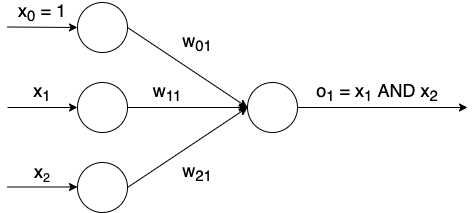 x₀ = 1
w₀₁
x₁
w₁₁
o₁ = x₁ AND x₂
x₂
w₂₁